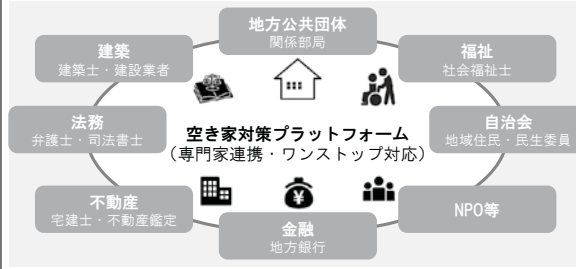 地方公共団体
関係部局
建築
建築士・建設業者
福祉
社会福祉士
法務
弁護士・司法書士
空き家対策プラットフォーム
（専門家連携・ワンストップ対応）
自治会
地域住民・民生委員
不動産
宅建士・不動産鑑定
¥
NPO等
金融
地方銀行